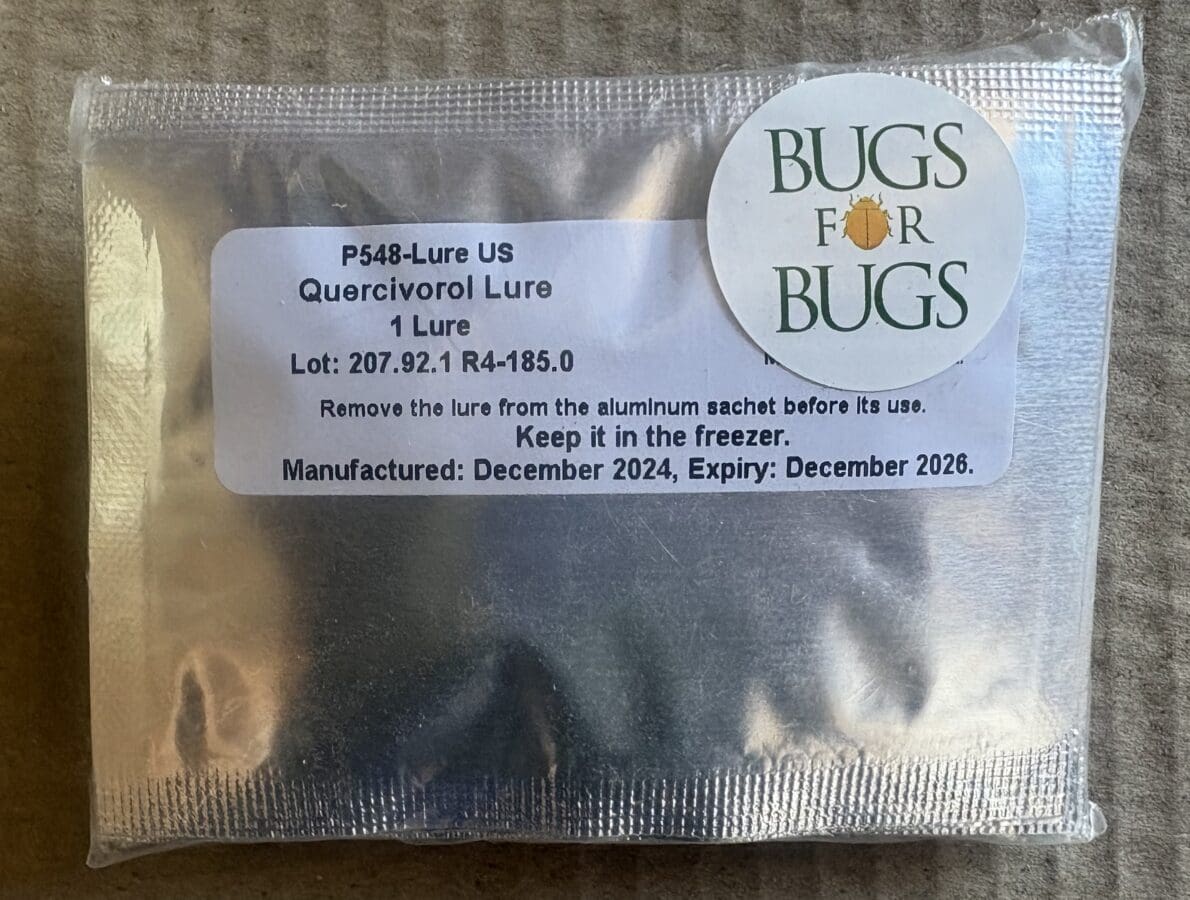 P548-Lure US
Quercivorol Lure
1 Lure
Lot: 207.92.1 R4-185.0
Remove the lure from the aluminum sachet before its use.
Keep it in the freezer.
Manufactured: December 2024, Expiry: December 2026.
BUGS
FOR
BUGS